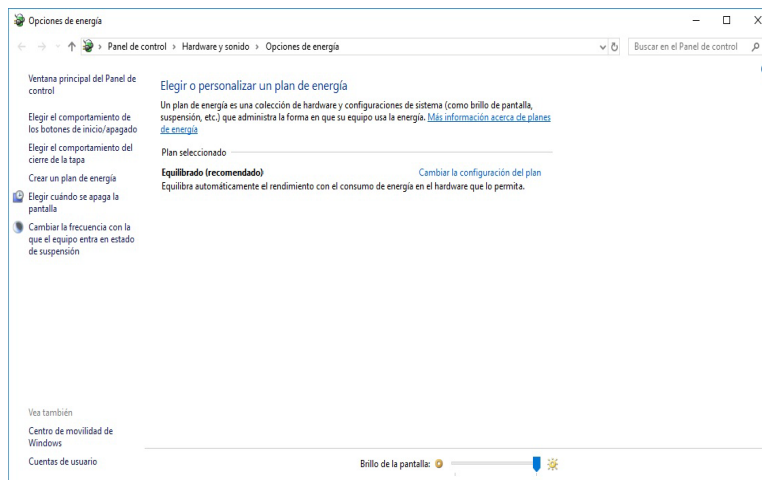 Opciones de energía
Panel de control > Hardware y sonido > Opciones de energía
Buscar en el Panel de control
Ventana principal del Panel de
control
Elegir el comportamiento de
los botones de inicio/apagado
Elegir el comportamiento del
cierre de la tapa
Crear un plan de energía
Elegir cuándo se apaga la
pantalla
Cambiar la frecuencia con la
que el equipo entra en estado
de suspensión
Elegir o personalizar un plan de energía
Un plan de energía es una colección de hardware y configuraciones de sistema (como brillo de pantalla,
suspensión, etc.) que administra la forma en que su equipo usa la energía. Más información acerca de planes
de energía
Plan seleccionado
Equilibrado (recomendado) Cambiar la configuración del plan
Equilibra automáticamente el rendimiento con el consumo de energía en el hardware que lo permita.
Vea también
Centro de movilidad de
Windows
Cuentas de usuario
Brillo de la pantalla: